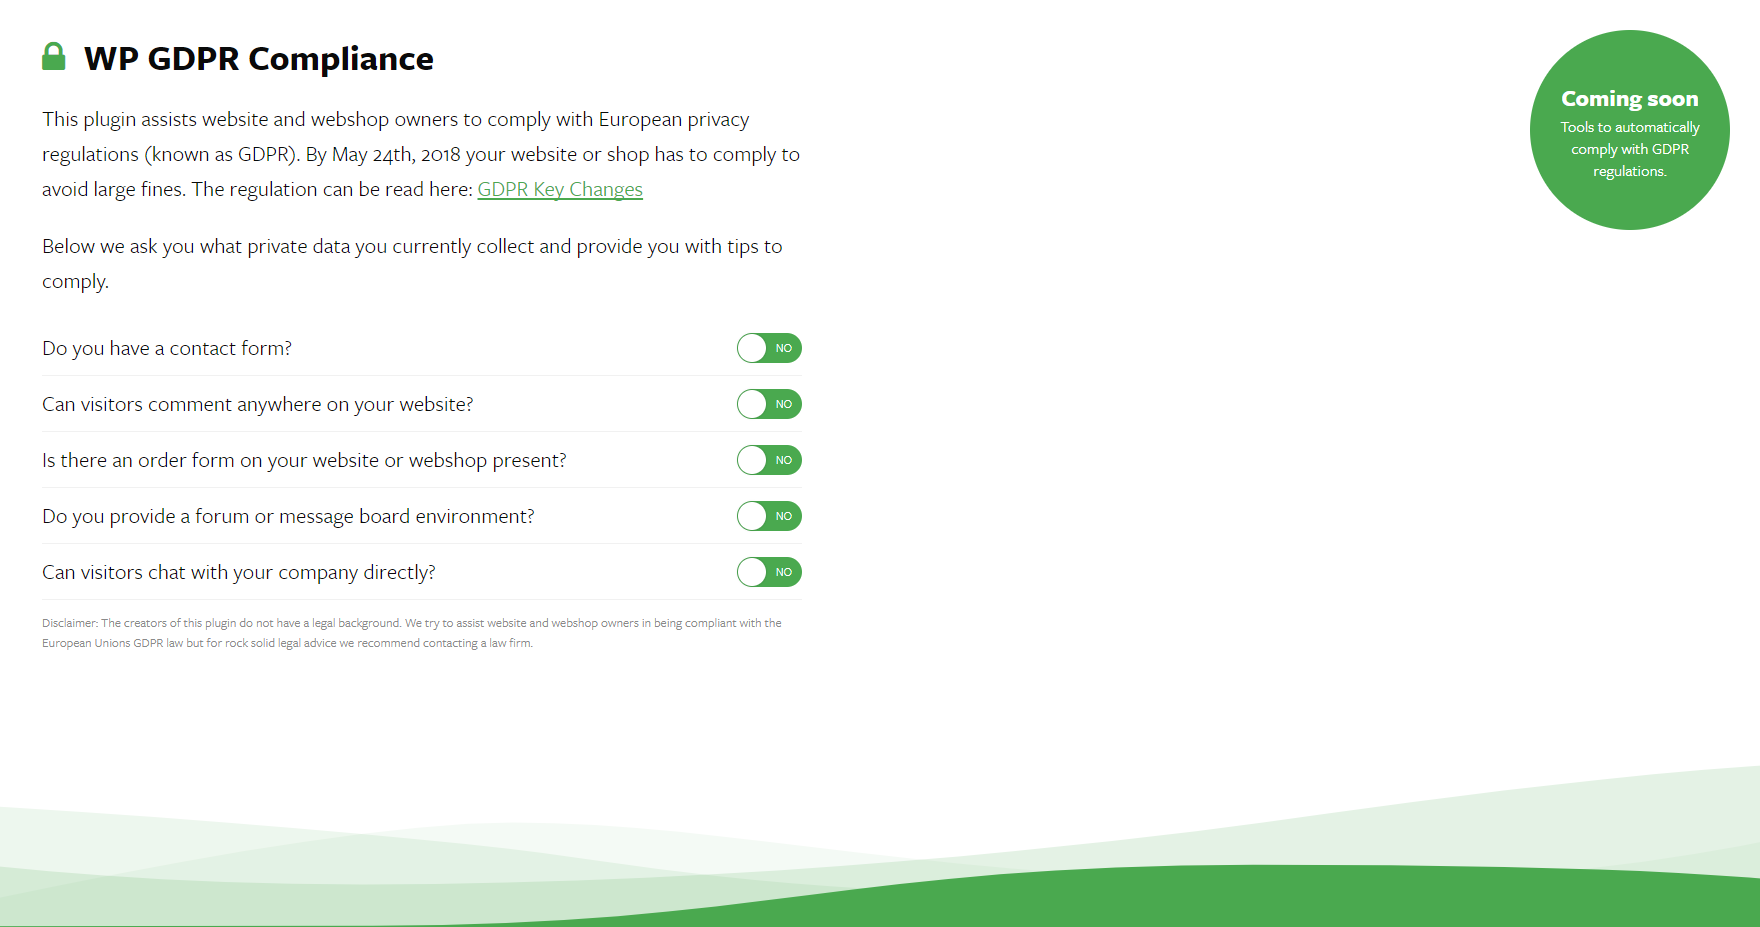 WP GDPR Compliance
This plugin assists website and webshop owners to comply with European privacy
regulations (known as GDPR). By May 24th, 2018 your website or shop has to comply to
avoid large fines. The regulation can be read here: GDPR Key Changes
Below we ask you what private data you currently collect and provide you with tips to
comply.
Do you have a contact form? NO
Can visitors comment anywhere on your website? NO
Is there an order form on your website or webshop present? NO
Do you provide a forum or message board environment? NO
Can visitors chat with your company directly? NO
Disclaimer: The creators of this plugin do not have a legal background. We try to assist website and webshop owners in being compliant with the
European Unions GDPR law but for rock solid legal advice we recommend contacting a law firm.
Coming soon
Tools to automatically
comply with GDPR
regulations.